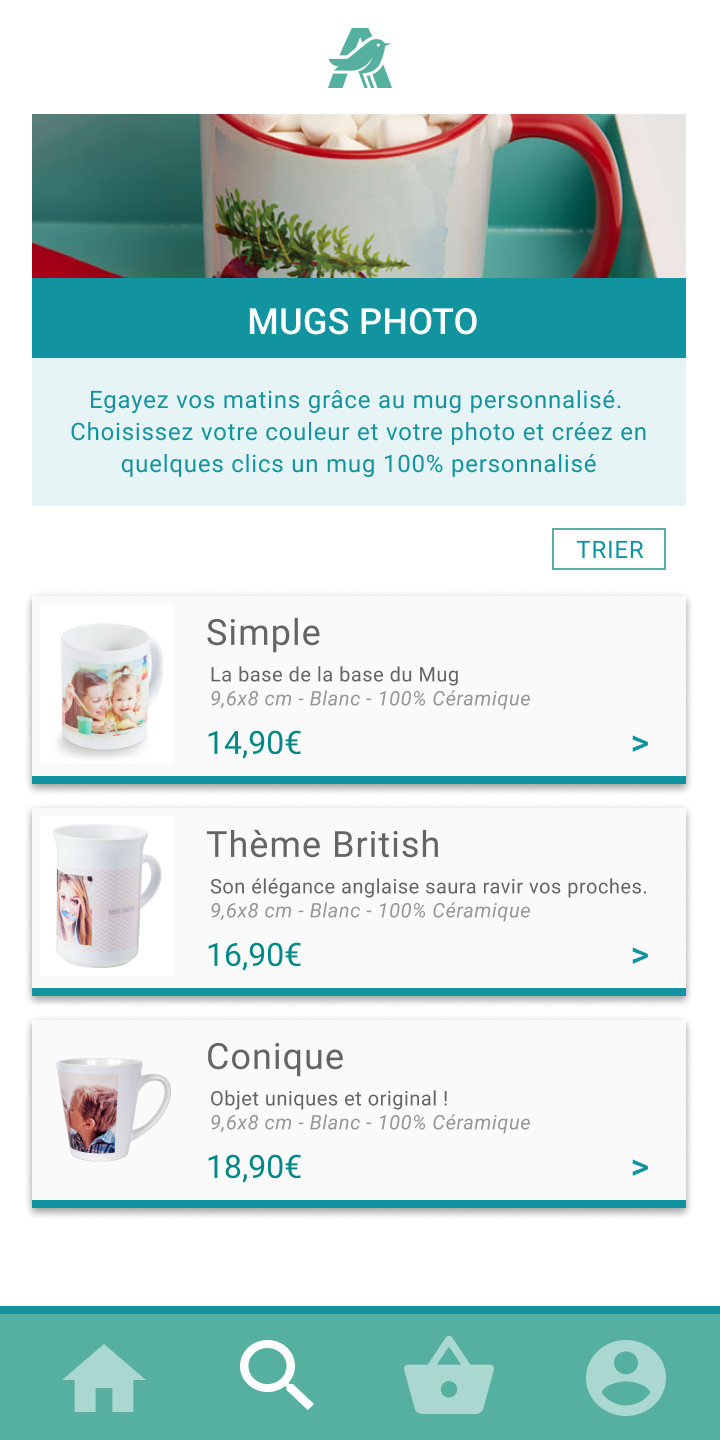 MUGS PHOTO
Egayez vos matins grâce au mug personnalisé.
Choisissez votre couleur et votre photo et créez en
quelques clics un mug 100% personnalisé
TRIER
Simple
La base de la base du Mug
9,6x8 cm - Blanc - 100% Céramique
14,90€
>
Thème British
Son élégance anglaise saura ravir vos proches.
9,6x8 cm - Blanc - 100% Céramique
16,90€
>
Conique
Objet uniques et original !
9,6x8 cm - Blanc - 100% Céramique
18,90€
>